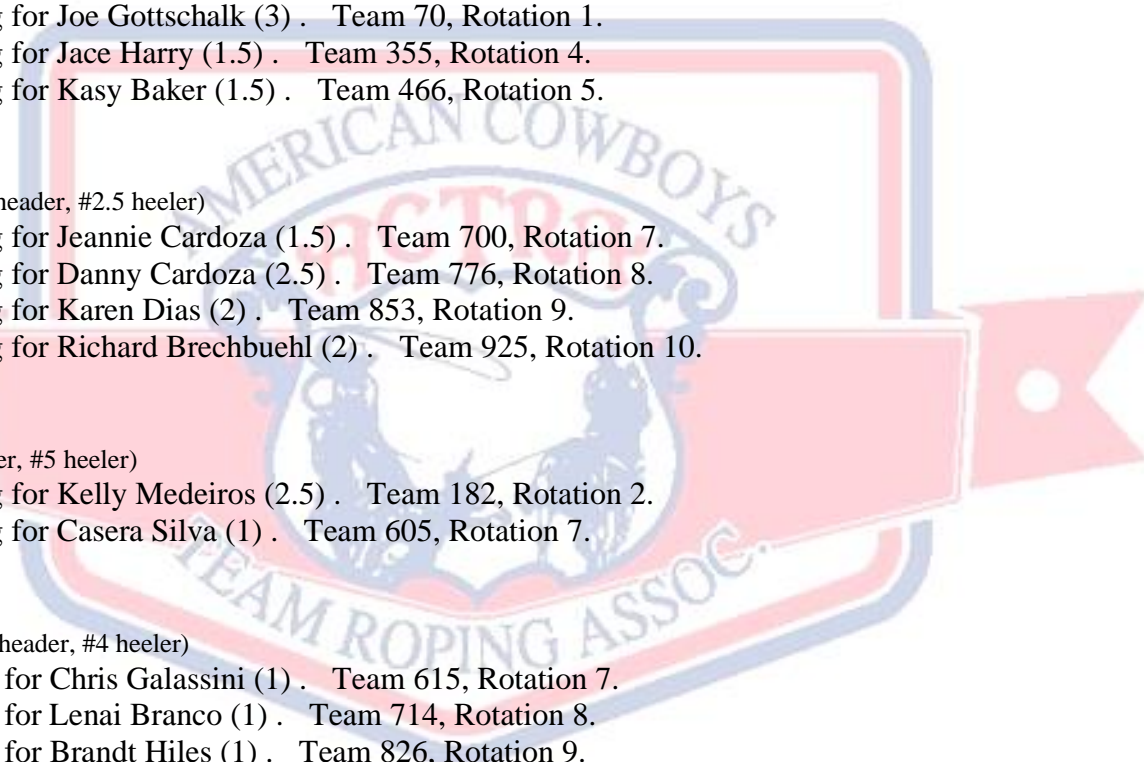 for Joe Gottschalk (3) .   Team 70, Rotation 1.
for Jace Harry (1.5) .   Team 355, Rotation 4.
for Kasy Baker (1.5) .   Team 466, Rotation 5.
AMERICAN COWBOYS
header, #2.5 heeler)
ACTRA
for Jeannie Cardoza (1.5) .   Team 700, Rotation 7.
for Danny Cardoza (2.5) .   Team 776, Rotation 8.
for Karen Dias (2) .   Team 853, Rotation 9.
for Richard Brechbuehl (2) .   Team 925, Rotation 10.
#5 heeler)
for Kelly Medeiros (2.5) .   Team 182, Rotation 2.
for Casera Silva (1) .   Team 605, Rotation 7.
TEAM ROPING ASSOC.
header, #4 heeler)
for Chris Galassini (1) .   Team 615, Rotation 7.
for Lenai Branco (1) .   Team 714, Rotation 8.
for Brandt Hiles (1) .   Team 826, Rotation 9.